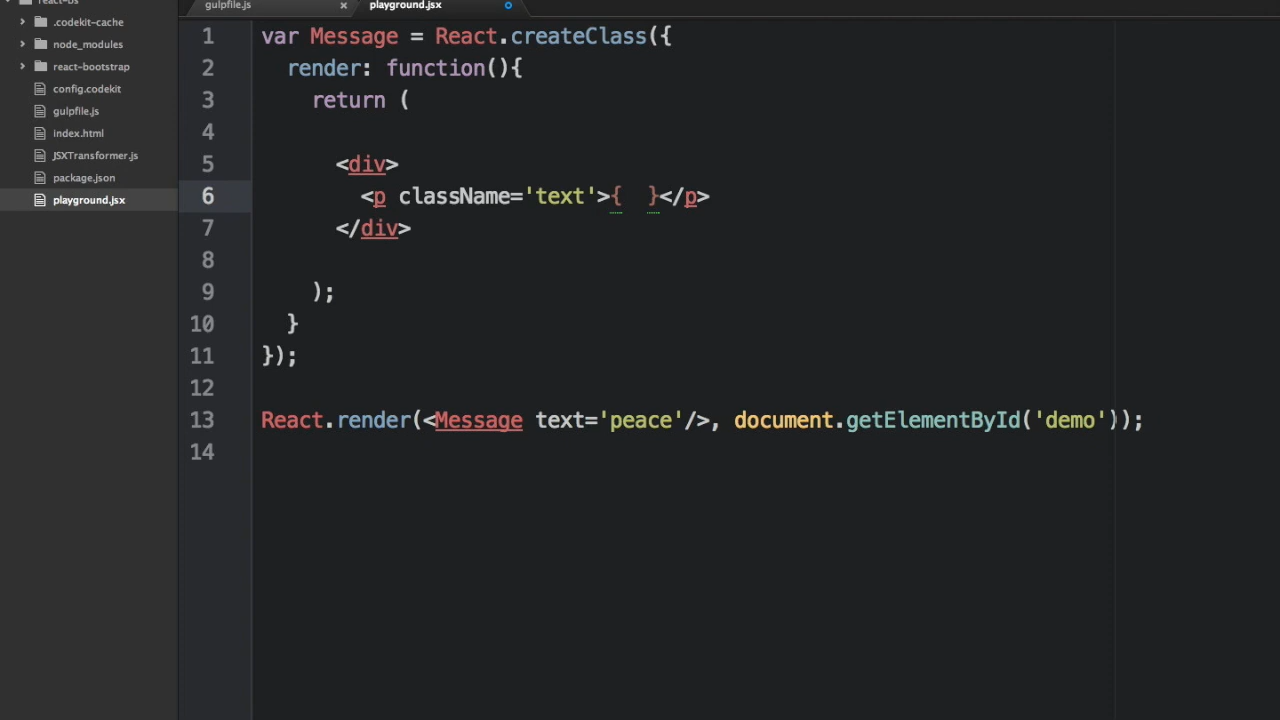 react-bs
.codekit-cache
node_modules
react-bootstrap
config.codekit
gulpfile.js
index.html
JSXTransformer.js
package.json
playground.jsx
gulpfile.js × playground.jsx
1 var Message = React.createClass({
2 render: function(){
3 return (
4
5 <div>
6 <p className='text'>{  }</p>
7 </div>
8
9 );
10 }
11 });
12
13 React.render(<Message text='peace'/>, document.getElementById('demo'));
14